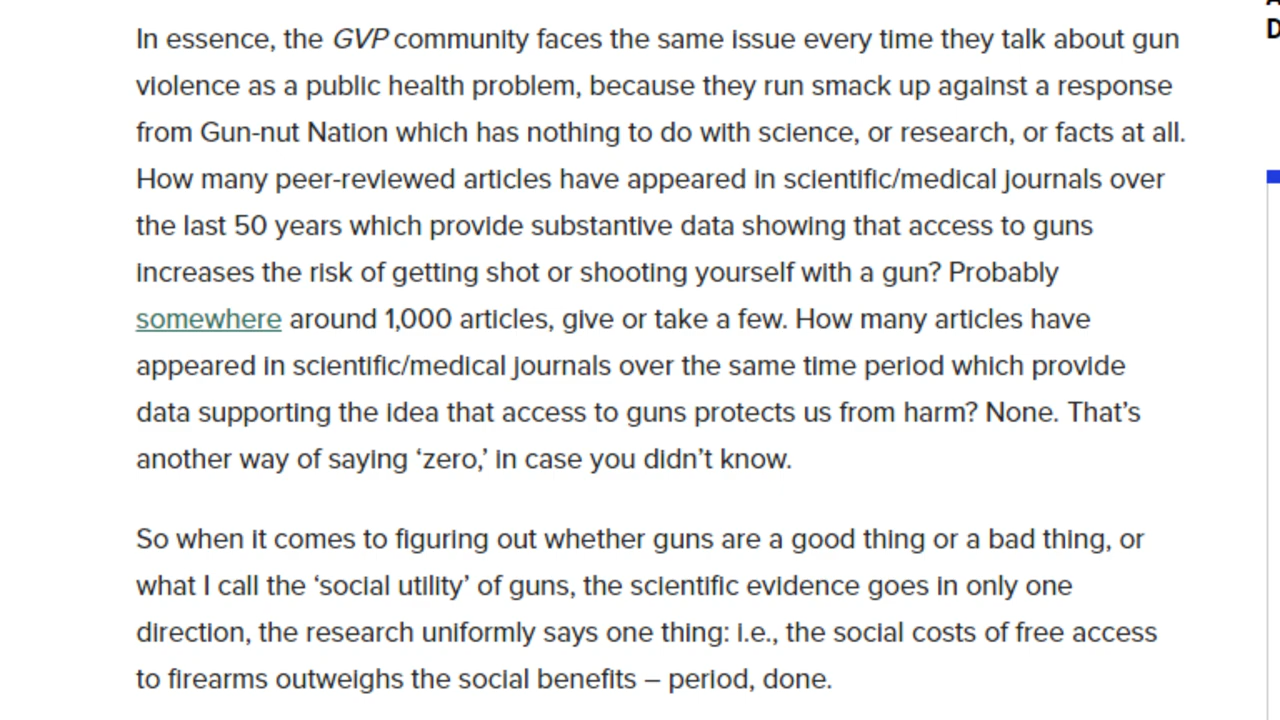 In essence, the GVP community faces the same issue every time they talk about gun
violence as a public health problem, because they run smack up against a response
from Gun-nut Nation which has nothing to do with science, or research, or facts at all.
How many peer-reviewed articles have appeared in scientific/medical journals over
the last 50 years which provide substantive data showing that access to guns
increases the risk of getting shot or shooting yourself with a gun? Probably
somewhere around 1,000 articles, give or take a few. How many articles have
appeared in scientific/medical journals over the same time period which provide
data supporting the idea that access to guns protects us from harm? None. That’s
another way of saying ‘zero,’ in case you didn’t know.
So when it comes to figuring out whether guns are a good thing or a bad thing, or
what I call the ‘social utility’ of guns, the scientific evidence goes in only one
direction, the research uniformly says one thing: i.e., the social costs of free access
to firearms outweighs the social benefits – period, done.